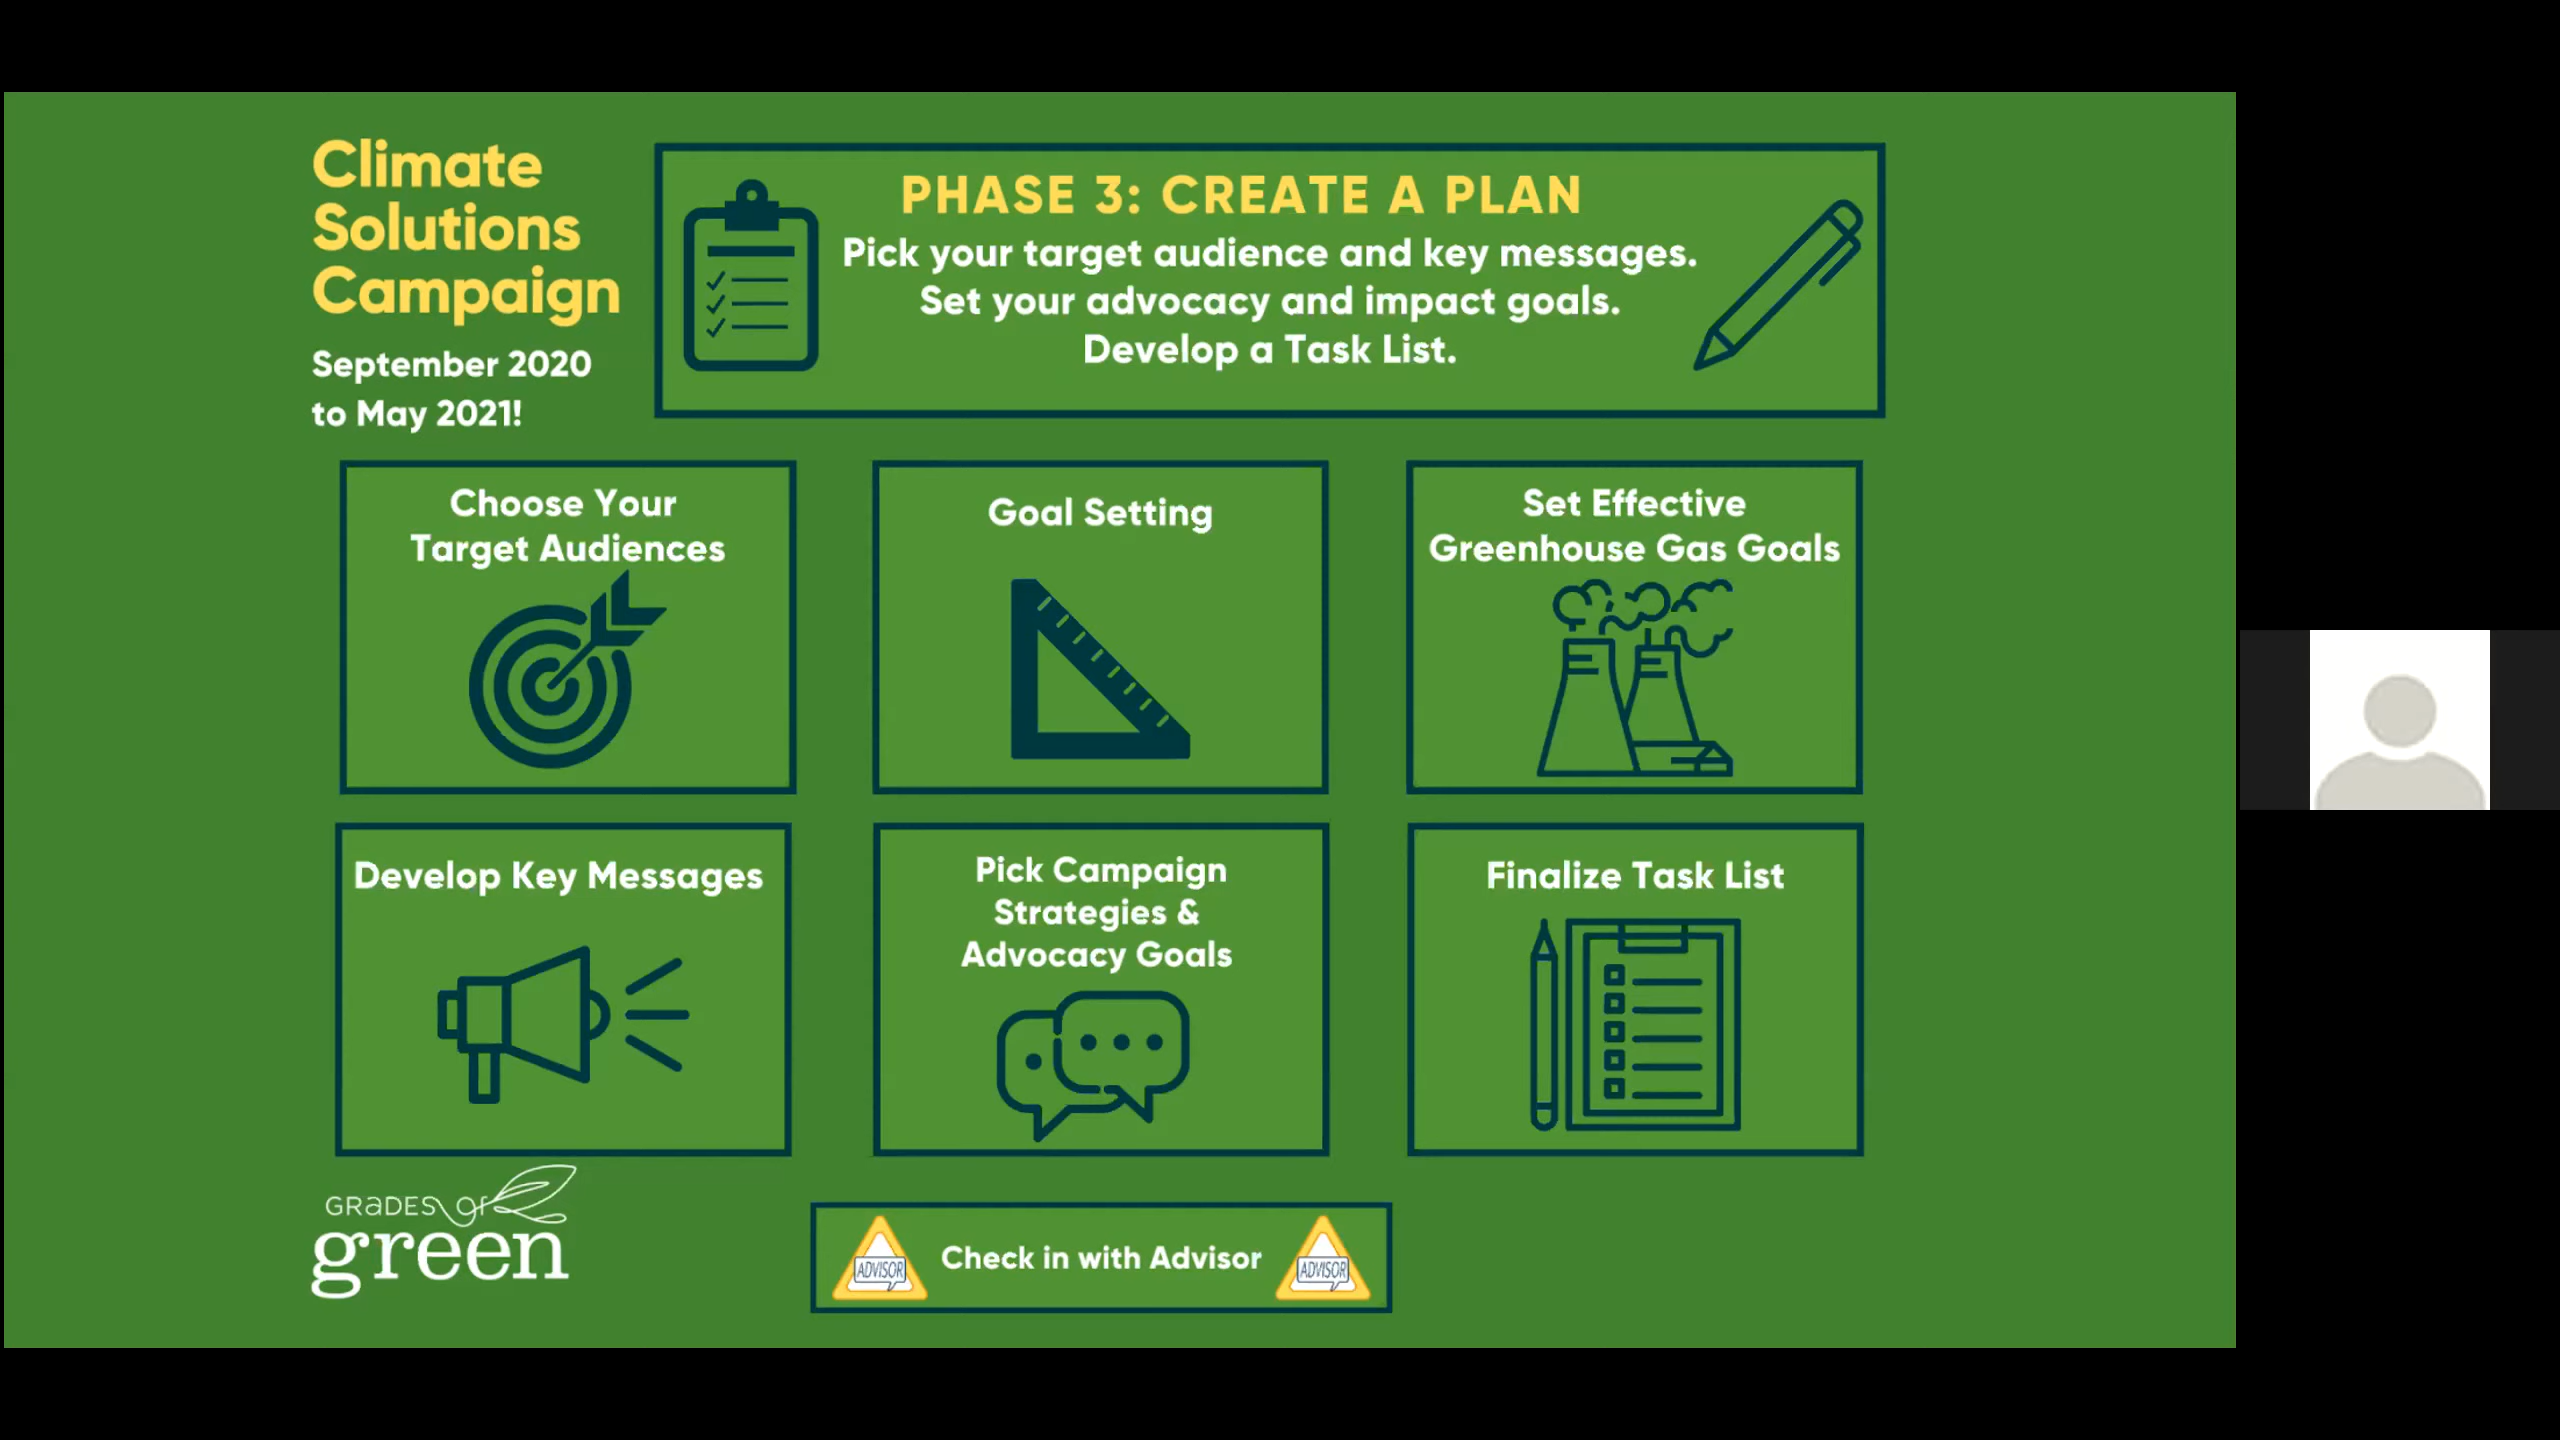 Climate
Solutions
Campaign
September 2020
to May 2021!
PHASE 3: CREATE A PLAN
Pick your target audience and key messages.
Set your advocacy and impact goals.
Develop a Task List.
Choose Your
Target Audiences
Goal Setting
Set Effective
Greenhouse Gas Goals
Develop Key Messages
Pick Campaign
Strategies &
Advocacy Goals
Finalize Task List
GRaDES of
green
ADVISOR
Check in with Advisor
ADVISOR